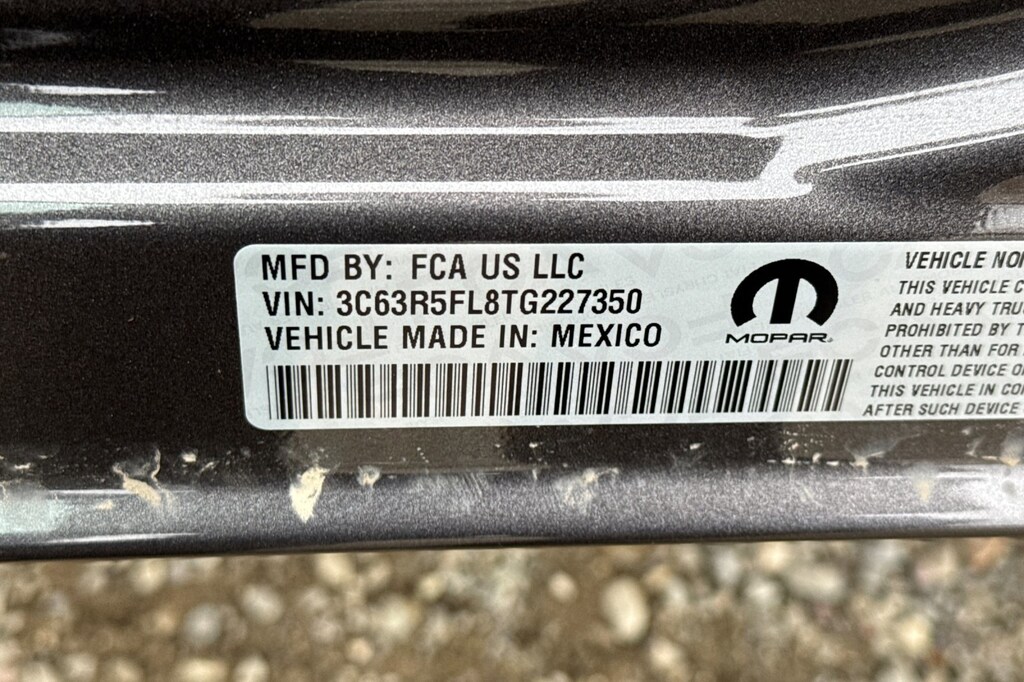 MFD BY: FCA US LLC
VIN: 3C63R5FL8TG227350
VEHICLE MADE IN: MEXICO
MOPAR
VEHICLE NO
THIS VEHICLE C
AND HEAVY TRU
PROHIBITED BY T
OTHER THAN FOR
CONTROL DEVICE O
THIS VEHICLE IN CO
AFTER SUCH DEVICE